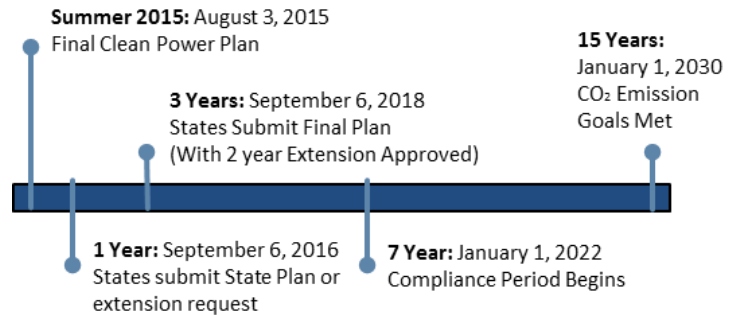 Summer 2015: August 3, 2015
Final Clean Power Plan
15 Years:
January 1, 2030
CO₂ Emission
Goals Met
3 Years: September 6, 2018
States Submit Final Plan
(With 2 year Extension Approved)
1 Year: September 6, 2016
States submit State Plan or
extension request
7 Year: January 1, 2022
Compliance Period Begins